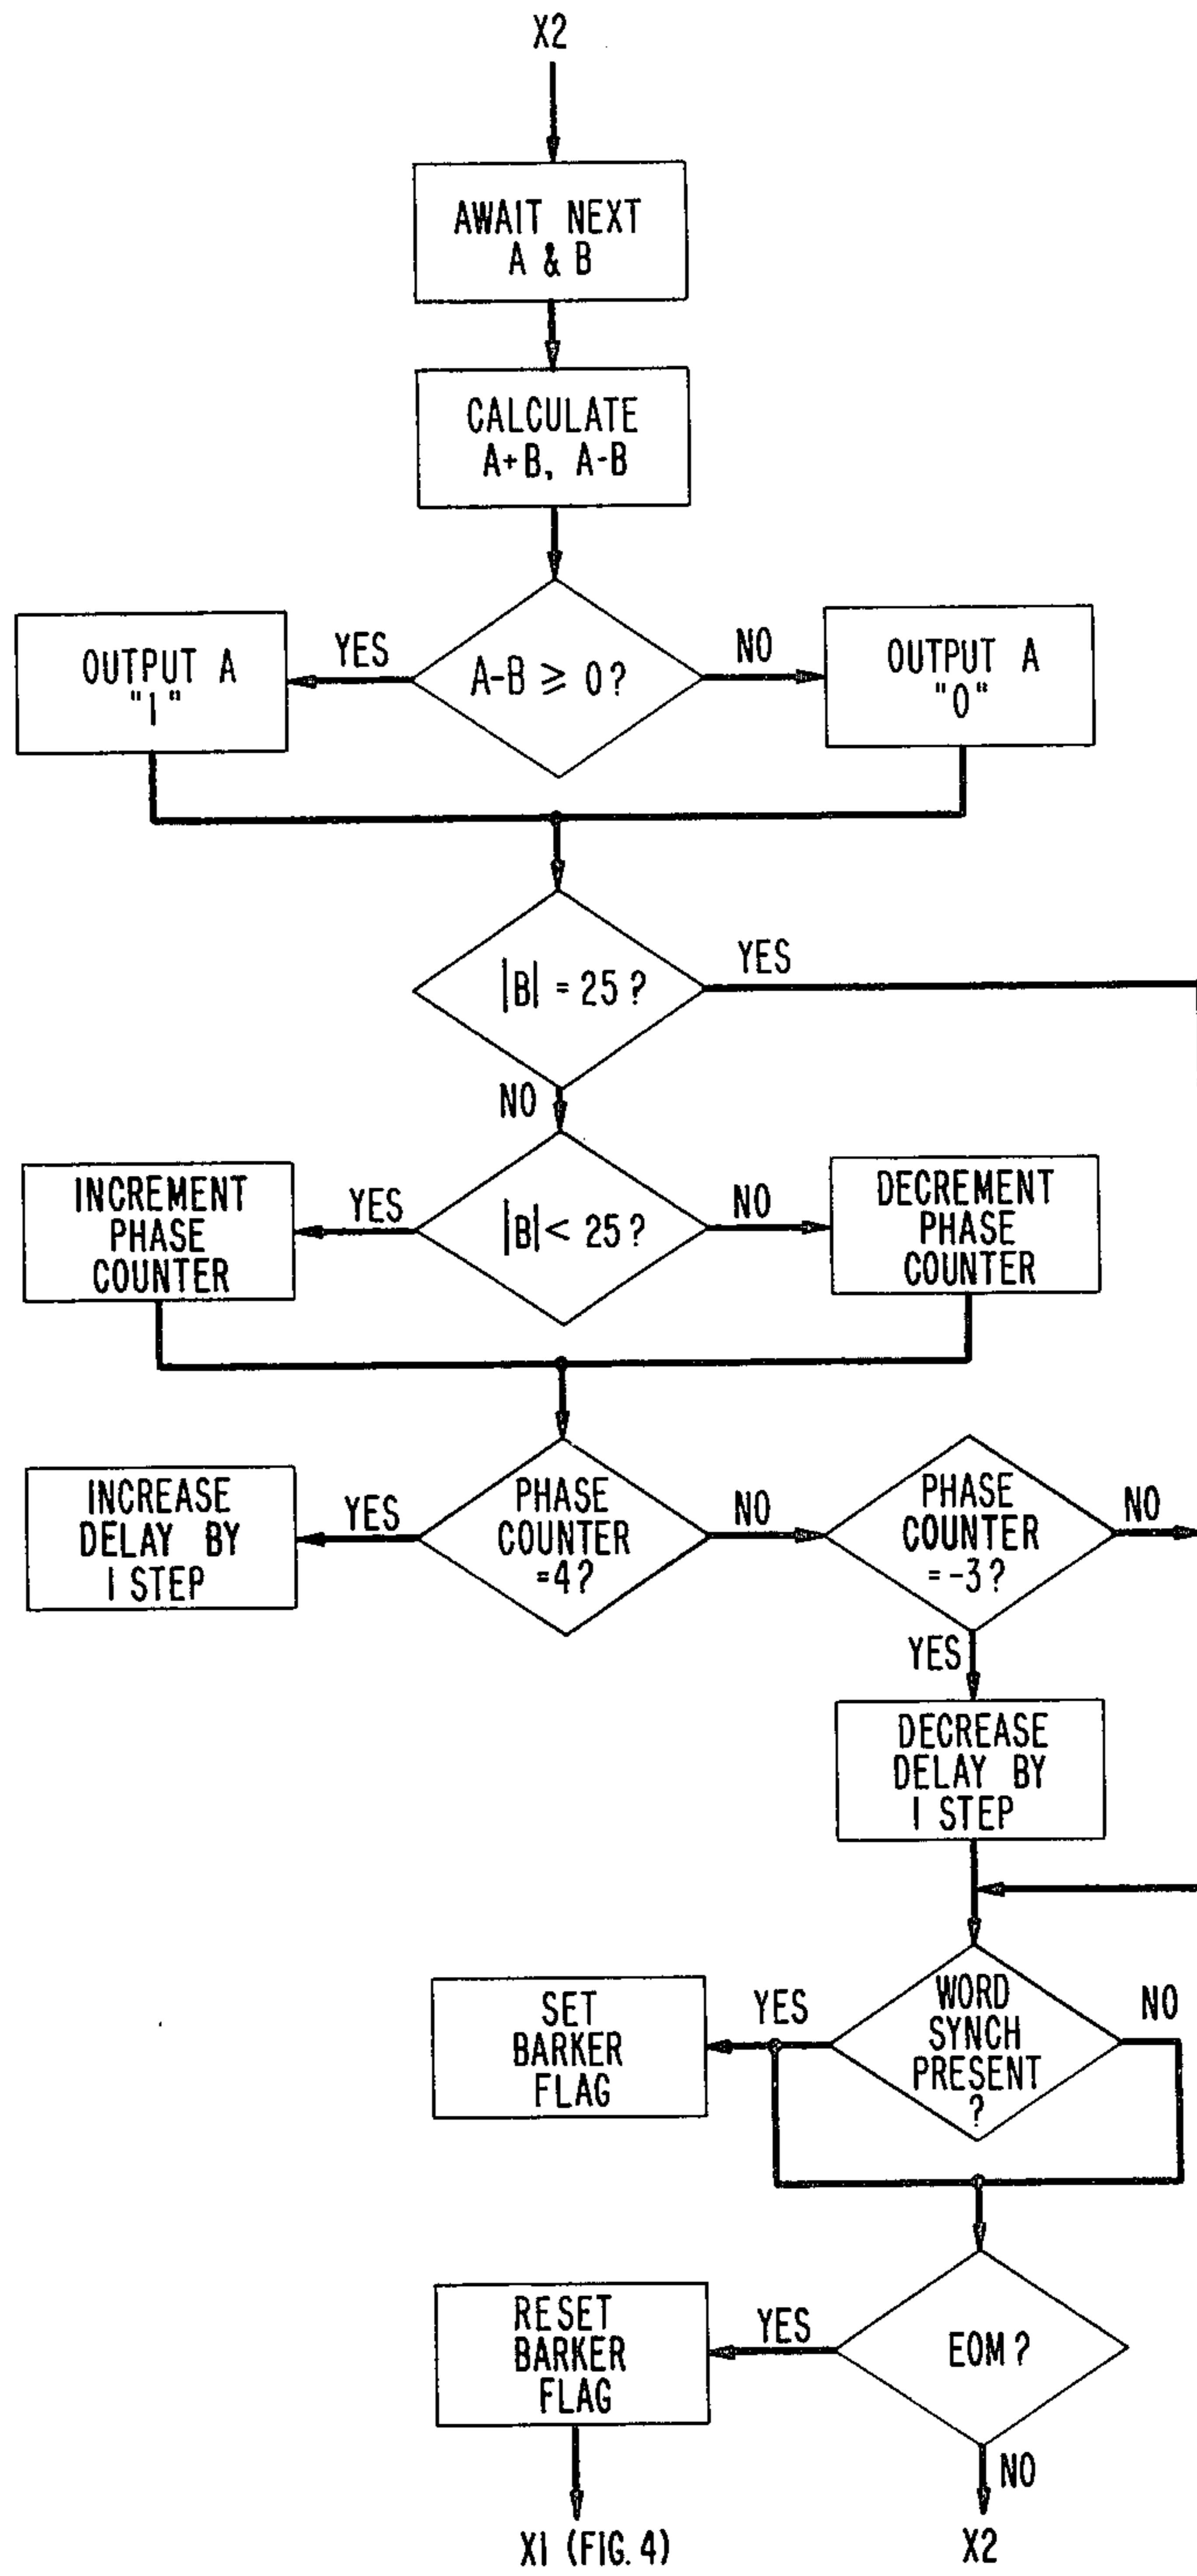 X2
AWAIT NEXT
A & B
CALCULATE
A+B, A-B
OUTPUT A
"1"
YES
A-B ≥ 0?
NO
OUTPUT A
"0"
|B| = 25?
YES
NO
INCREMENT
PHASE
COUNTER
YES
|B| < 25?
NO
DECREMENT
PHASE
COUNTER
INCREASE
DELAY BY
1 STEP
YES
PHASE
COUNTER
=4?
NO
PHASE
COUNTER
=-3?
NO
YES
DECREASE
DELAY BY
1 STEP
SET
BARKER
FLAG
YES
WORD
SYNCH
PRESENT
?
NO
RESET
BARKER
FLAG
YES
EOM?
NO
X1 (FIG. 4)
X2